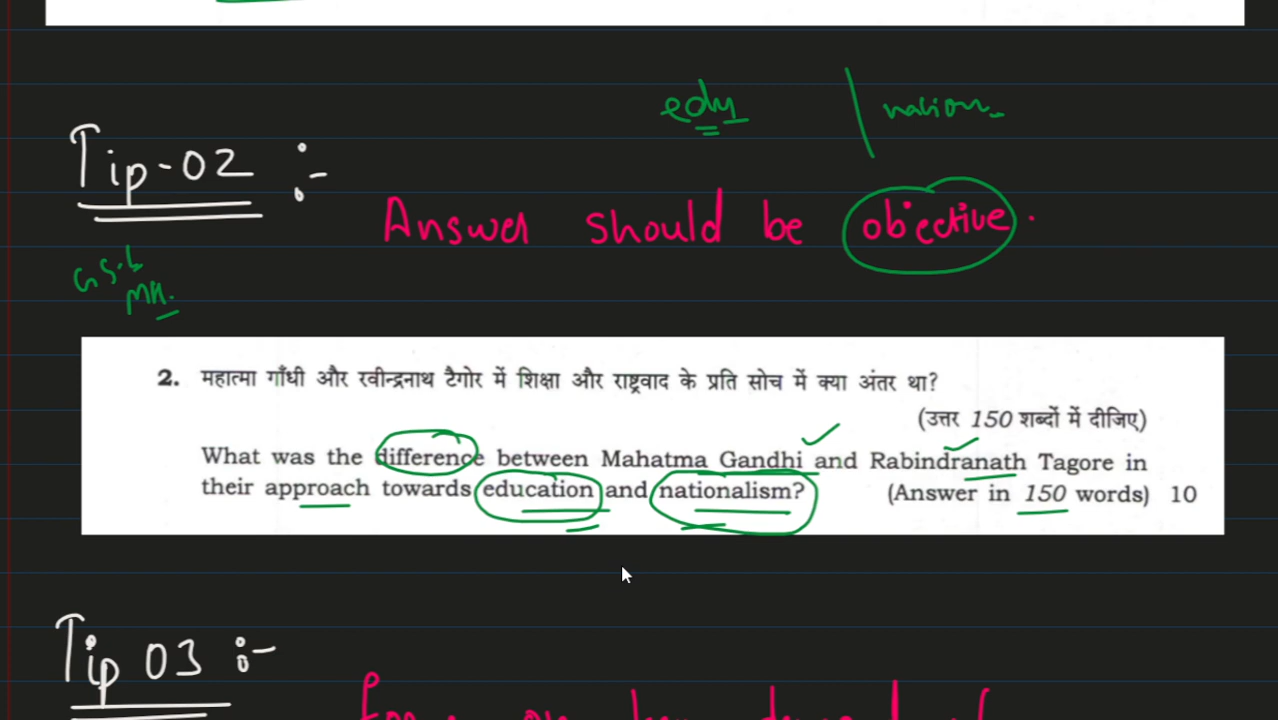 edu | nation
Tip-02 :-
Answer should be objective.
G.S.1
2. महात्मा गाँधी और रवीन्द्रनाथ टैगोर में शिक्षा और राष्ट्रवाद के प्रति सोच में क्या अंतर था?
(उत्तर 150 शब्दों में दीजिए)
What was the difference between Mahatma Gandhi and Rabindranath Tagore in
their approach towards education and nationalism? (Answer in 150 words) 10
Tip 03 :-